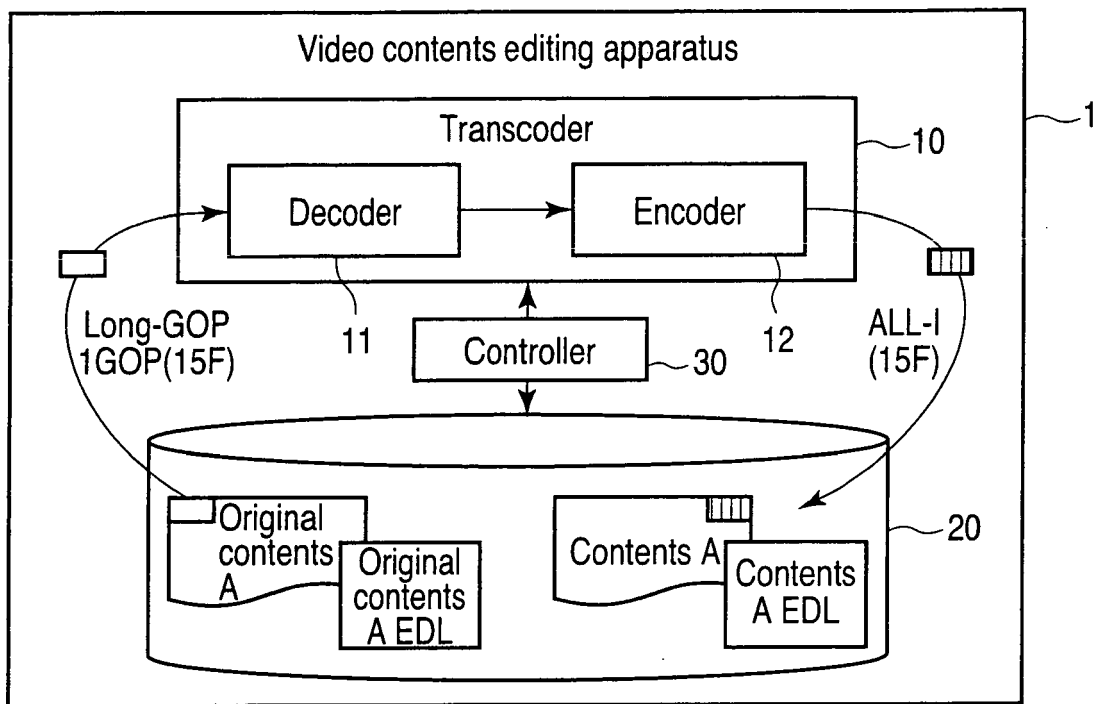 Video contents editing apparatus
1
Transcoder
10
Decoder
Encoder
11
12
Long-GOP
1GOP(15F)
ALL-I
(15F)
Controller
30
20
Original
contents
A
Original
contents
A EDL
Contents A
Contents
A EDL